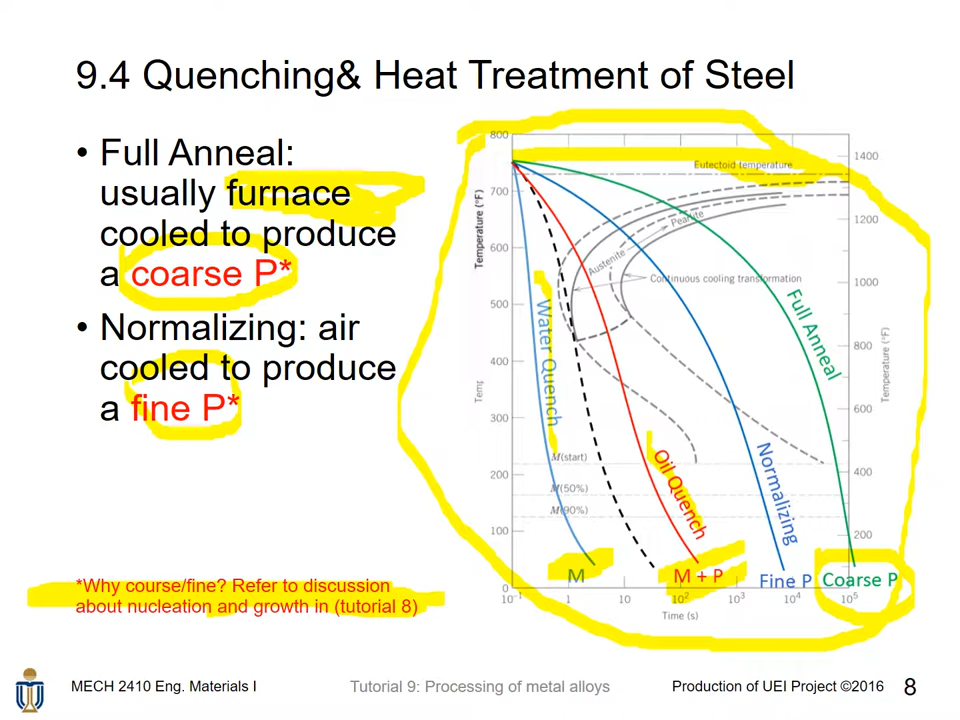 9.4 Quenching& Heat Treatment of Steel
• Full Anneal:
usually furnace
cooled to produce
a coarse P*
• Normalizing: air
cooled to produce
a fine P*
*Why course/fine? Refer to discussion
about nucleation and growth in (tutorial 8)
800
700
600
500
400
300
200
100
0
Temperature (°F)
Temp
Eutectoid temperature
Pearlite
Austenite
Continuous cooling transformation
Water Quench
Oil Quench
Normalizing
Full Anneal
M(start)
M(50%)
M(90%)
M
M + P
Fine P
Coarse P
1400
1200
1000
800
600
400
200
Temperature (°F)
10⁻¹ 1 10 10² 10³ 10⁴ 10⁵
Time (s)
MECH 2410 Eng. Materials I
Tutorial 9: Processing of metal alloys
Production of UEI Project ©2016
8